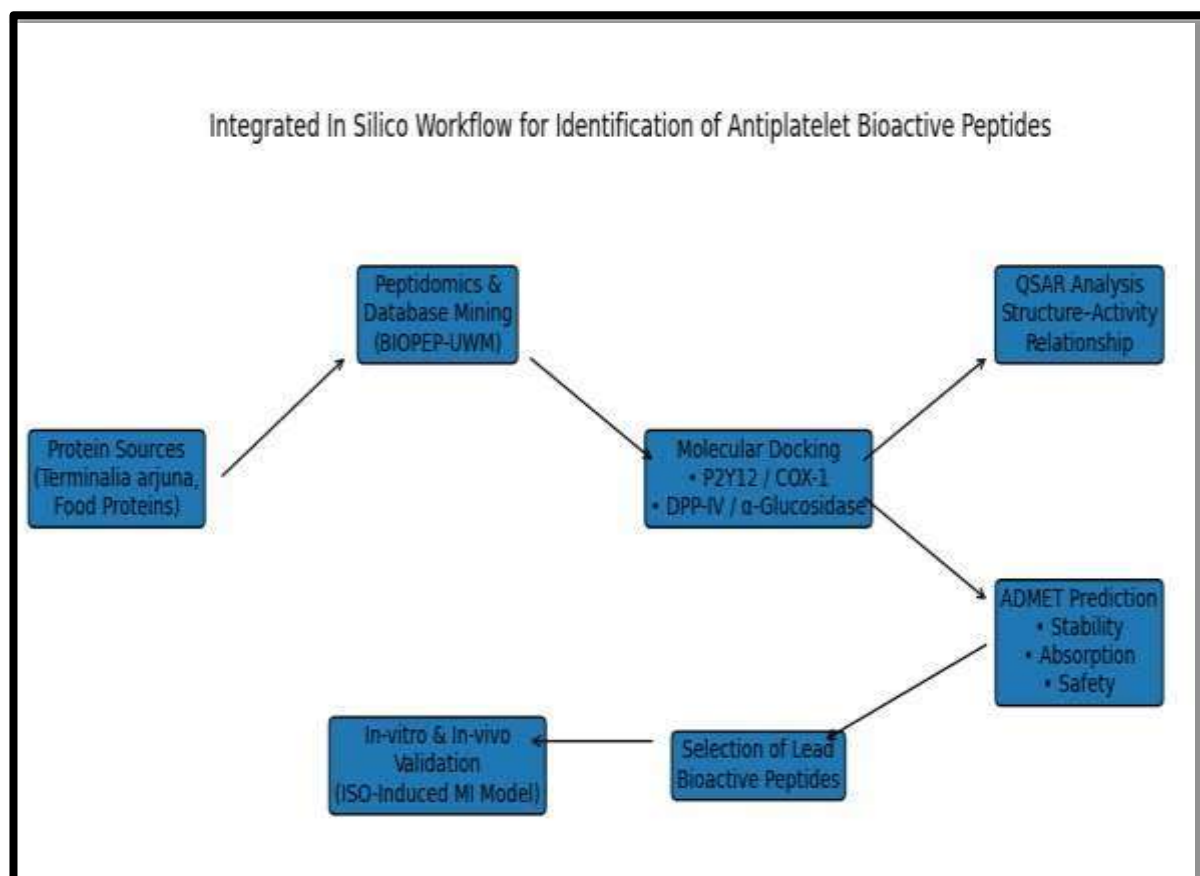 Integrated In Silico Workflow for Identification of Antiplatelet Bioactive Peptides
Peptidomics &
Database Mining
(BIOPEP-UWM)
QSAR Analysis
Structure–Activity
Relationship
Protein Sources
(Terminalia arjuna,
Food Proteins)
Molecular Docking
• P2Y12 / COX-1
• DPP-IV / α-Glucosidase
ADMET Prediction
• Stability
• Absorption
• Safety
In-vitro & In-vivo
Validation
(ISO-Induced MI Model)
Selection of Lead
Bioactive Peptides